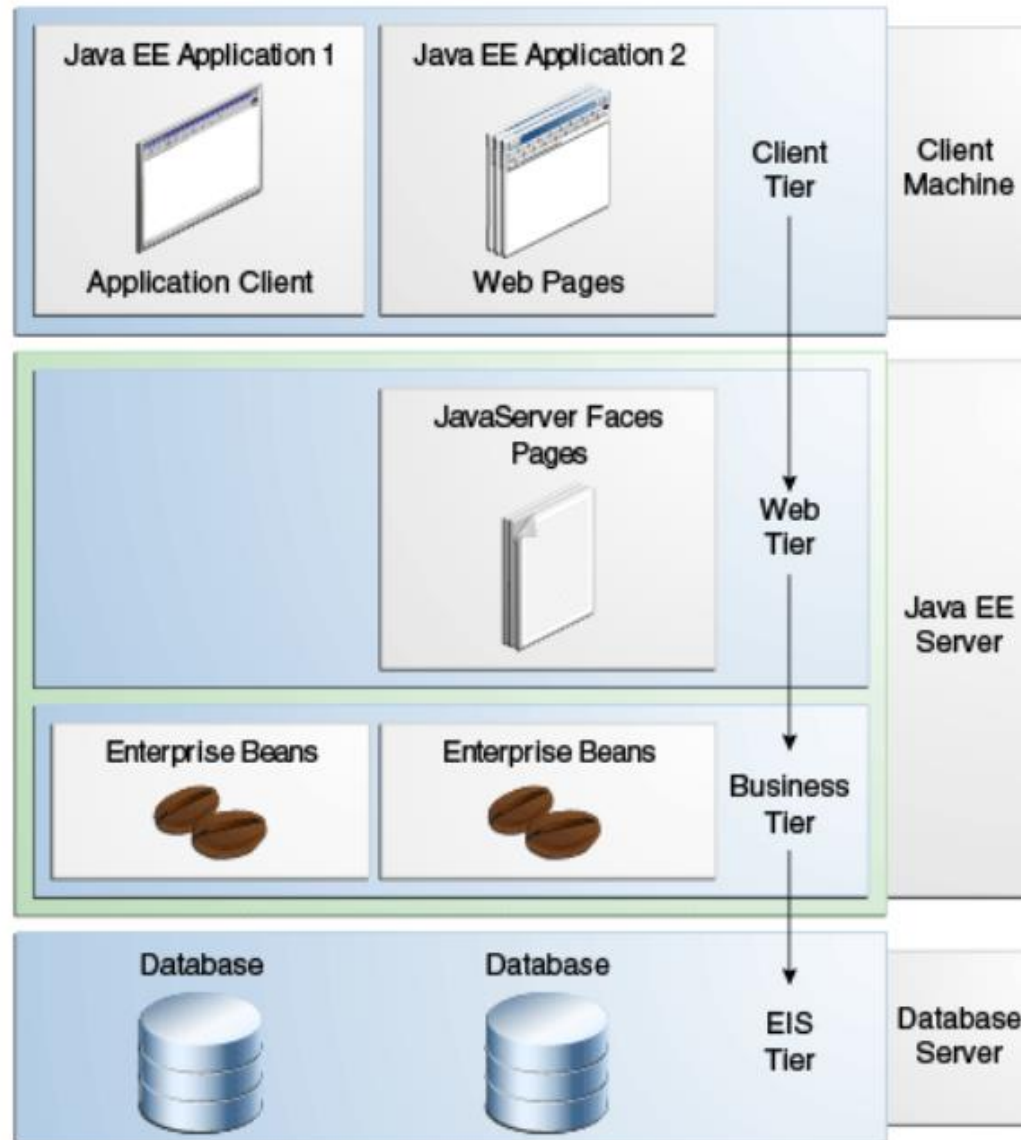 Java EE Application 1
Java EE Application 2
Application Client
Web Pages
Client
Tier
Client
Machine
JavaServer Faces
Pages
Web
Tier
Java EE
Server
Enterprise Beans
Enterprise Beans
Business
Tier
Database
Database
EIS
Tier
Database
Server